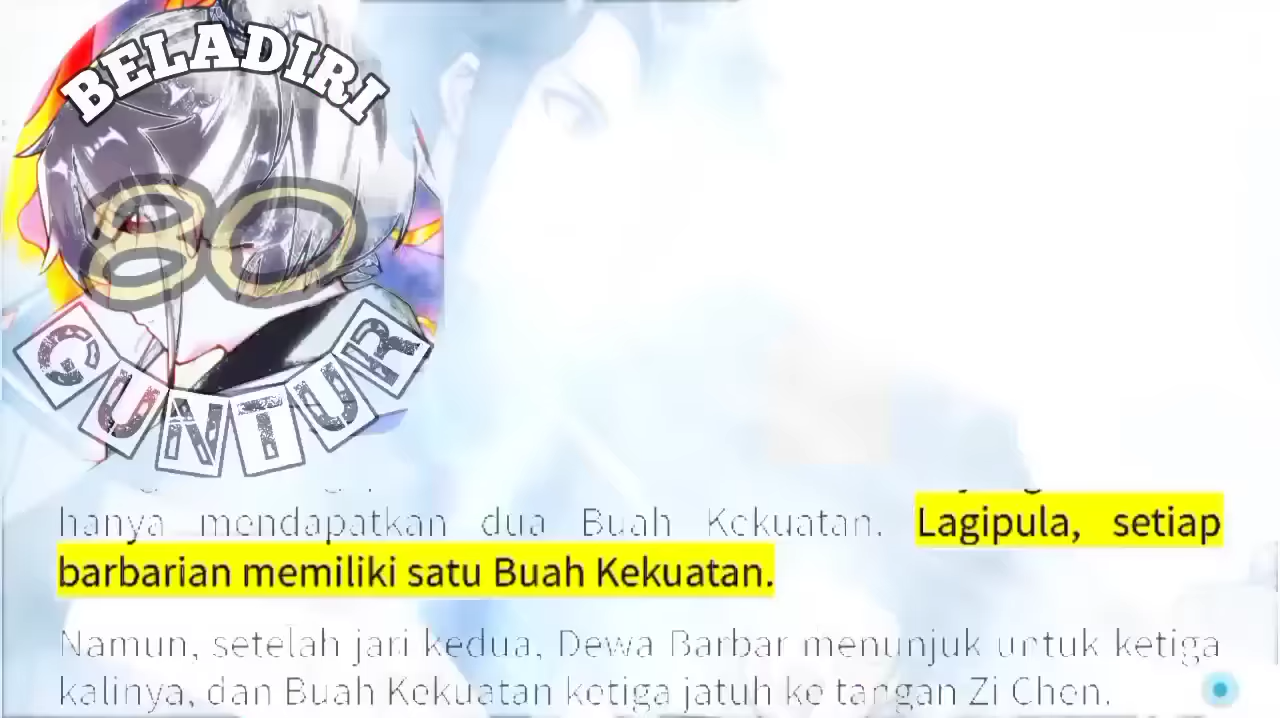 BELADIRI
80
GUNTUR
hanya mendapatkan dua Buah Kekuatan. Lagipula, setiap
barbarian memiliki satu Buah Kekuatan.
Namun, setelah jari kedua, Dewa Barbar menunjuk untuk ketiga
kalinya, dan Buah Kekuatan ketiga jatuh ke tangan Zi Chen.